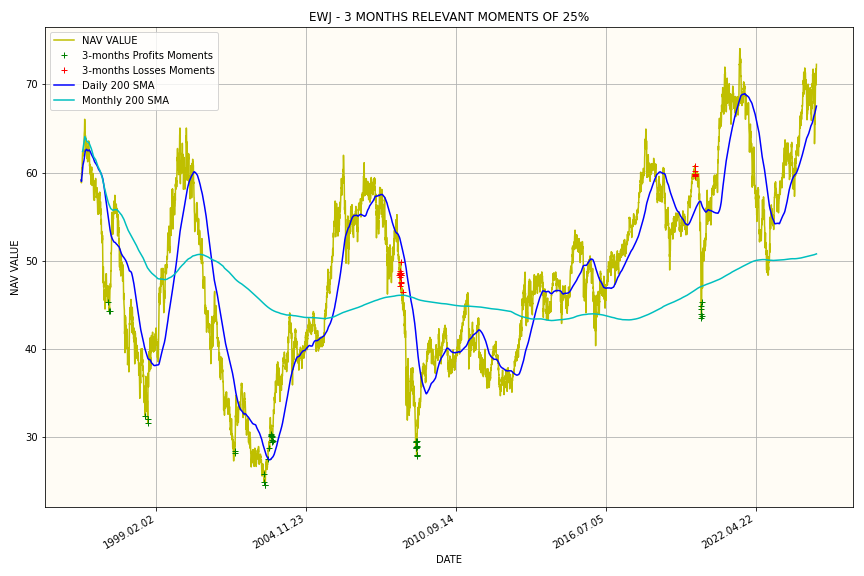 EWJ - 3 MONTHS RELEVANT MOMENTS OF 25%
NAV VALUE
3-months Profits Moments
3-months Losses Moments
Daily 200 SMA
Monthly 200 SMA
70
60
50
40
30
NAV VALUE
1999.02.02
2004.11.23
2010.09.14
2016.07.05
2022.04.22
DATE